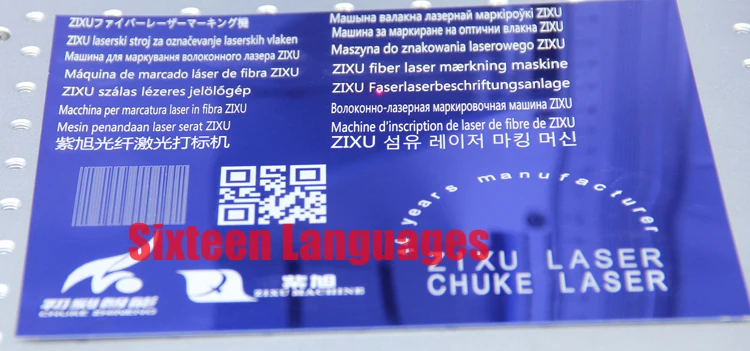 ZIXUファイバーレーザーマーキング機
ZIXU laserski stroj za označevanje laserskih vlaken
Машина для маркування волоконного лазера ZIXU
Máquina de marcado láser de fibra ZIXU
ZIXU szálas lézeres jelölőgép
Macchina per marcatura laser in fibra ZIXU
Mesin penandaan laser serat ZIXU
紫旭光纤激光打标机
Машына валакна лазернай маркіроўкі ZIXU
Машина за маркиране на оптични влакна ZIXU
Maszyna do znakowania laserowego ZIXU
ZIXU fiber laser mærkning maskine
ZIXU Faserlaserbeschriftungsanlage
Волоконно-лазерная маркировочная машина ZIXU
Machine d'inscription de laser de fibre de ZIXU
ZIXU 섬유 레이저 마킹 머신
Sixteen Languages
years manufacturer
ZIXU LASER
CHUKE LASER
CHUKE ZHINENG
紫旭
ZIXU MACHINE